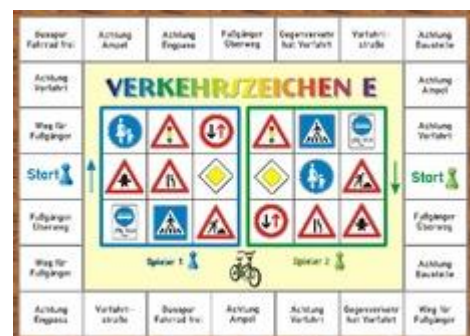 Busspur
Fahrrad frei
Achtung
Ampel
Achtung
Engpass
Fußgänger
Überweg
Gegenverkehr
hat Vorfahrt
Vorfahrt-
straße
Achtung
Baustelle
Achtung
Vorfahrt
VERKEHRSZEICHEN E
Achtung
Ampel
Weg für
Fußgänger
Achtung
Vorfahrt
Start
Start
Fußgänger
Überweg
Fußgänger
Überweg
Weg für
Fußgänger
Spieler 1
Spieler 2
Achtung
Baustelle
Achtung
Engpass
Vorfahrt-
straße
Busspur
Fahrrad frei
Achtung
Ampel
Achtung
Vorfahrt
Gegenverkehr
hat Vorfahrt
Weg für
Fußgänger